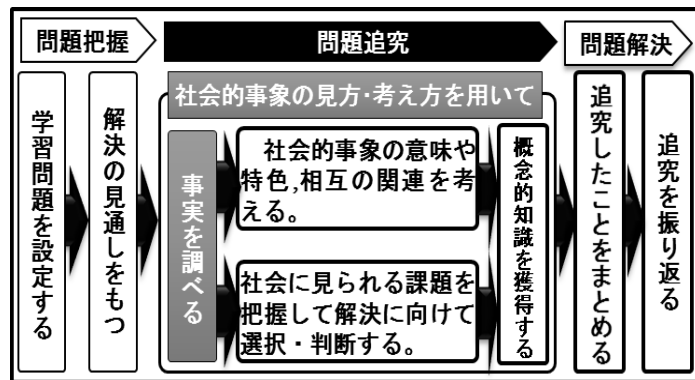 問題把握
問題追究
問題解決
学習問題を設定する
解決の見通しをもつ
社会的事象の見方・考え方を用いて
事実を調べる
社会的事象の意味や
特色,相互の関連を考
える。
社会に見られる課題を
把握して解決に向けて
選択・判断する。
概念的知識を獲得する
追究したことをまとめる
追究を振り返る